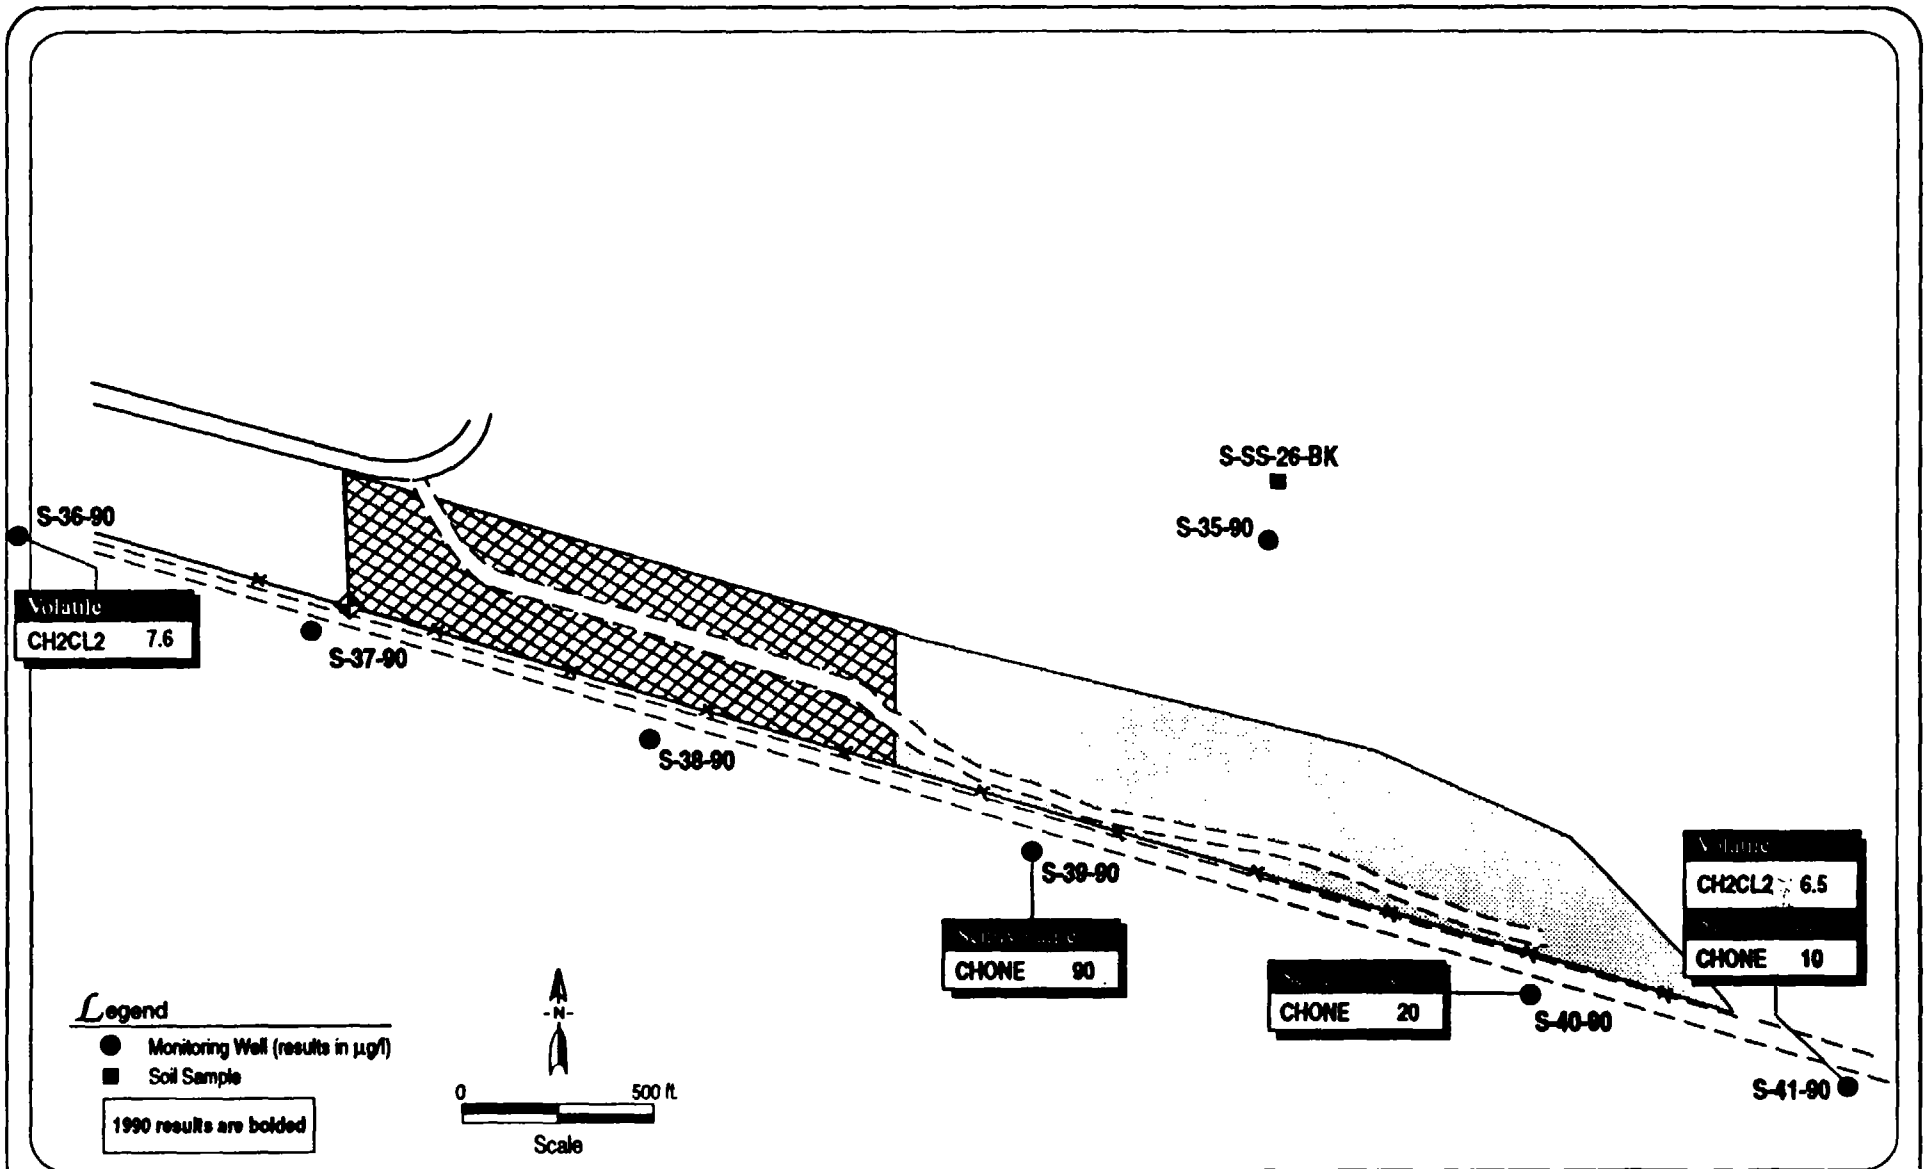 S-SS-26-BK
S-35-90
S-36-90
Volatile
CH2CL2 7.6
S-37-90
S-38-90
S-39-90
CHONE 90
Volatile
CH2CL2 6.5
CHONE 10
CHONE 20
S-40-90
S-41-90
Legend
Monitoring Well (results in µg/l)
Soil Sample
1990 results are bolded
-N-
0 500 ft.
Scale